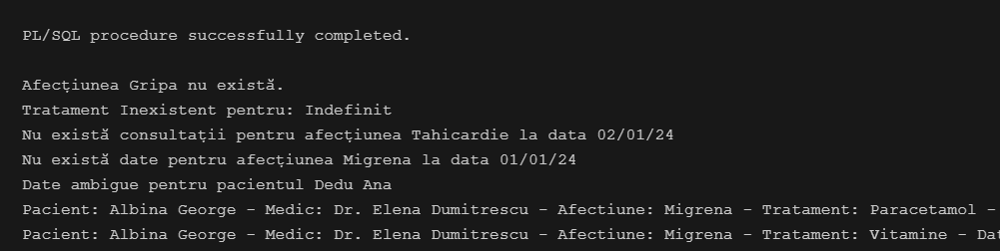 PL/SQL procedure successfully completed.
Afecțiunea Gripa nu există.
Tratament Inexistent pentru: Indefinit
Nu există consultații pentru afecțiunea Tahicardie la data 02/01/24
Nu există date pentru afecțiunea Migrena la data 01/01/24
Date ambigue pentru pacientul Dedu Ana
Pacient: Albina George - Medic: Dr. Elena Dumitrescu - Afectiune: Migrena - Tratament: Paracetamol -
Pacient: Albina George - Medic: Dr. Elena Dumitrescu - Afectiune: Migrena - Tratament: Vitamine -